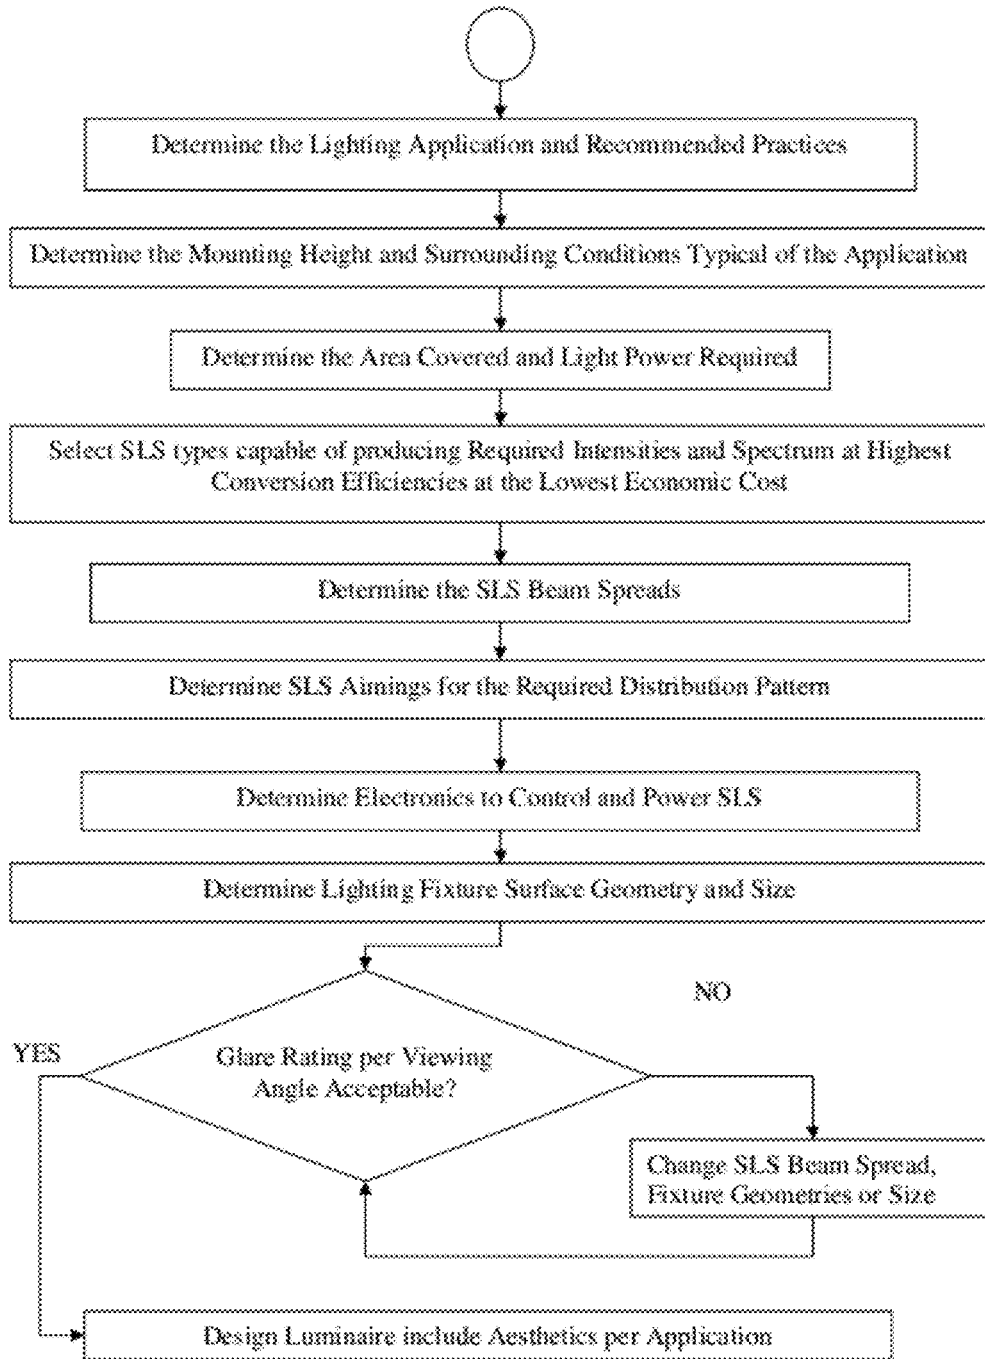 Determine the Lighting Application and Recommended Practices
Determine the Mounting Height and Surrounding Conditions Typical of the Application
Determine the Area Covered and Light Power Required
Select SLS types capable of producing Required Intensities and Spectrum at Highest
Conversion Efficiencies at the Lowest Economic Cost
Determine the SLS Beam Spreads
Determine SLS Aimings for the Required Distribution Pattern
Determine Electronics to Control and Power SLS
Determine Lighting Fixture Surface Geometry and Size
NO
YES
Glare Rating per Viewing
Angle Acceptable?
Change SLS Beam Spread,
Fixture Geometries or Size
Design Luminaire include Aesthetics per Application